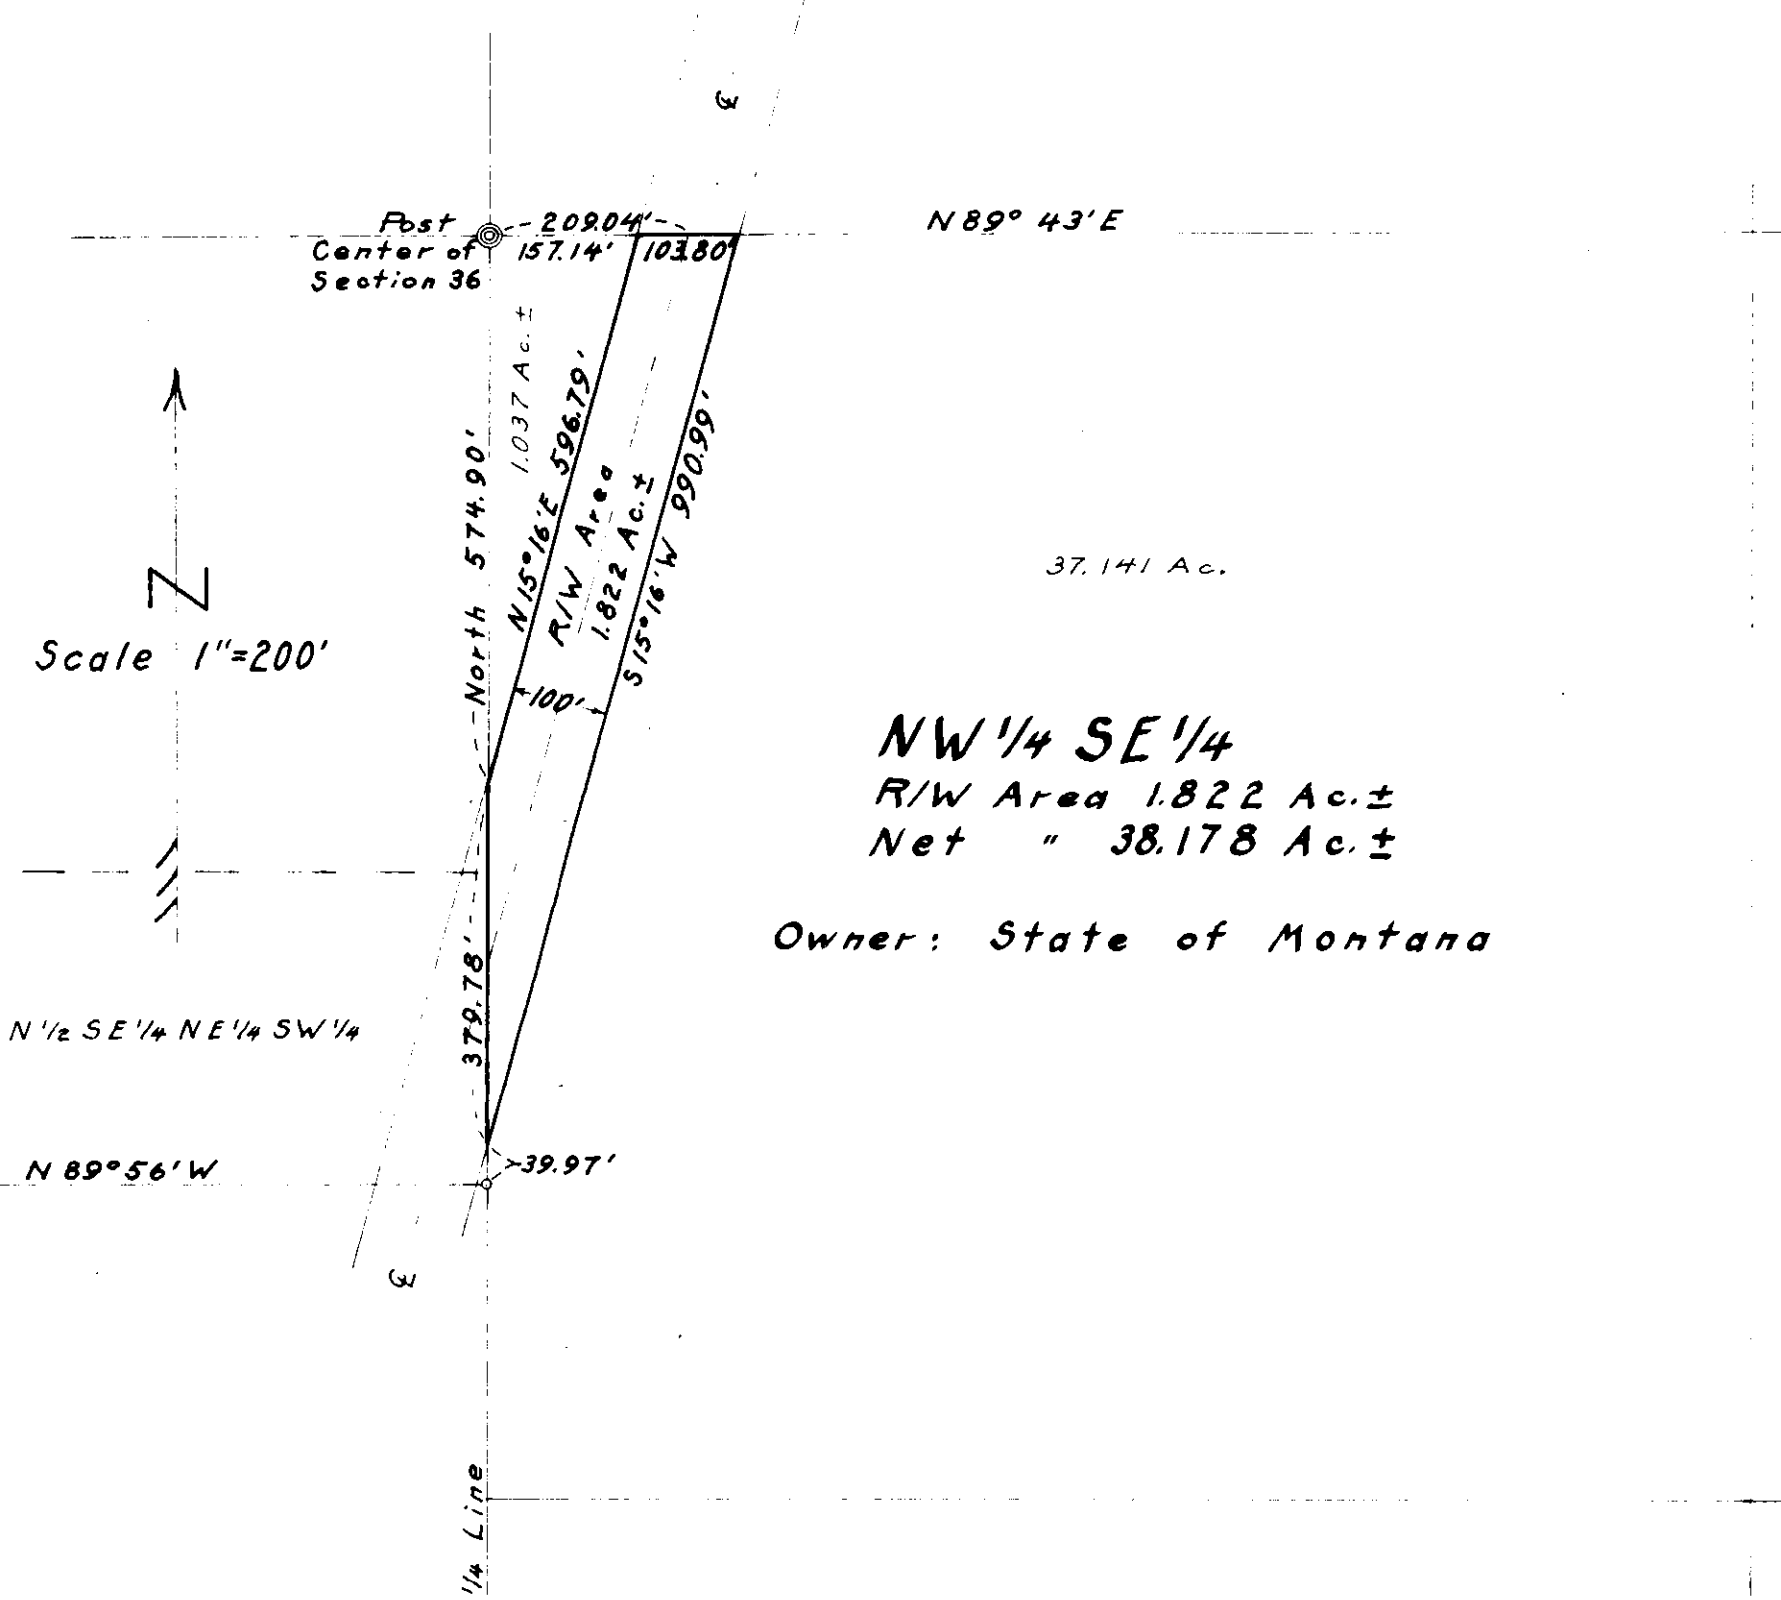 Post
Center of
Section 36
209.04'
157.14'
103.80'
N 89° 43' E
1.037 Ac. ±
North 574.90'
N 15° 16' E 596.79'
R/W Area
1.822 Ac. ±
S 15° 16' W 990.99'
100'
N
Scale 1"=200'
37.141 Ac.
NW 1/4 SE 1/4
R/W Area 1.822 Ac. ±
Net " 38.178 Ac. ±
Owner: State of Montana
379.78'
N 1/2 SE 1/4 NE 1/4 SW 1/4
N 89° 56' W
39.97'
1/4 Line